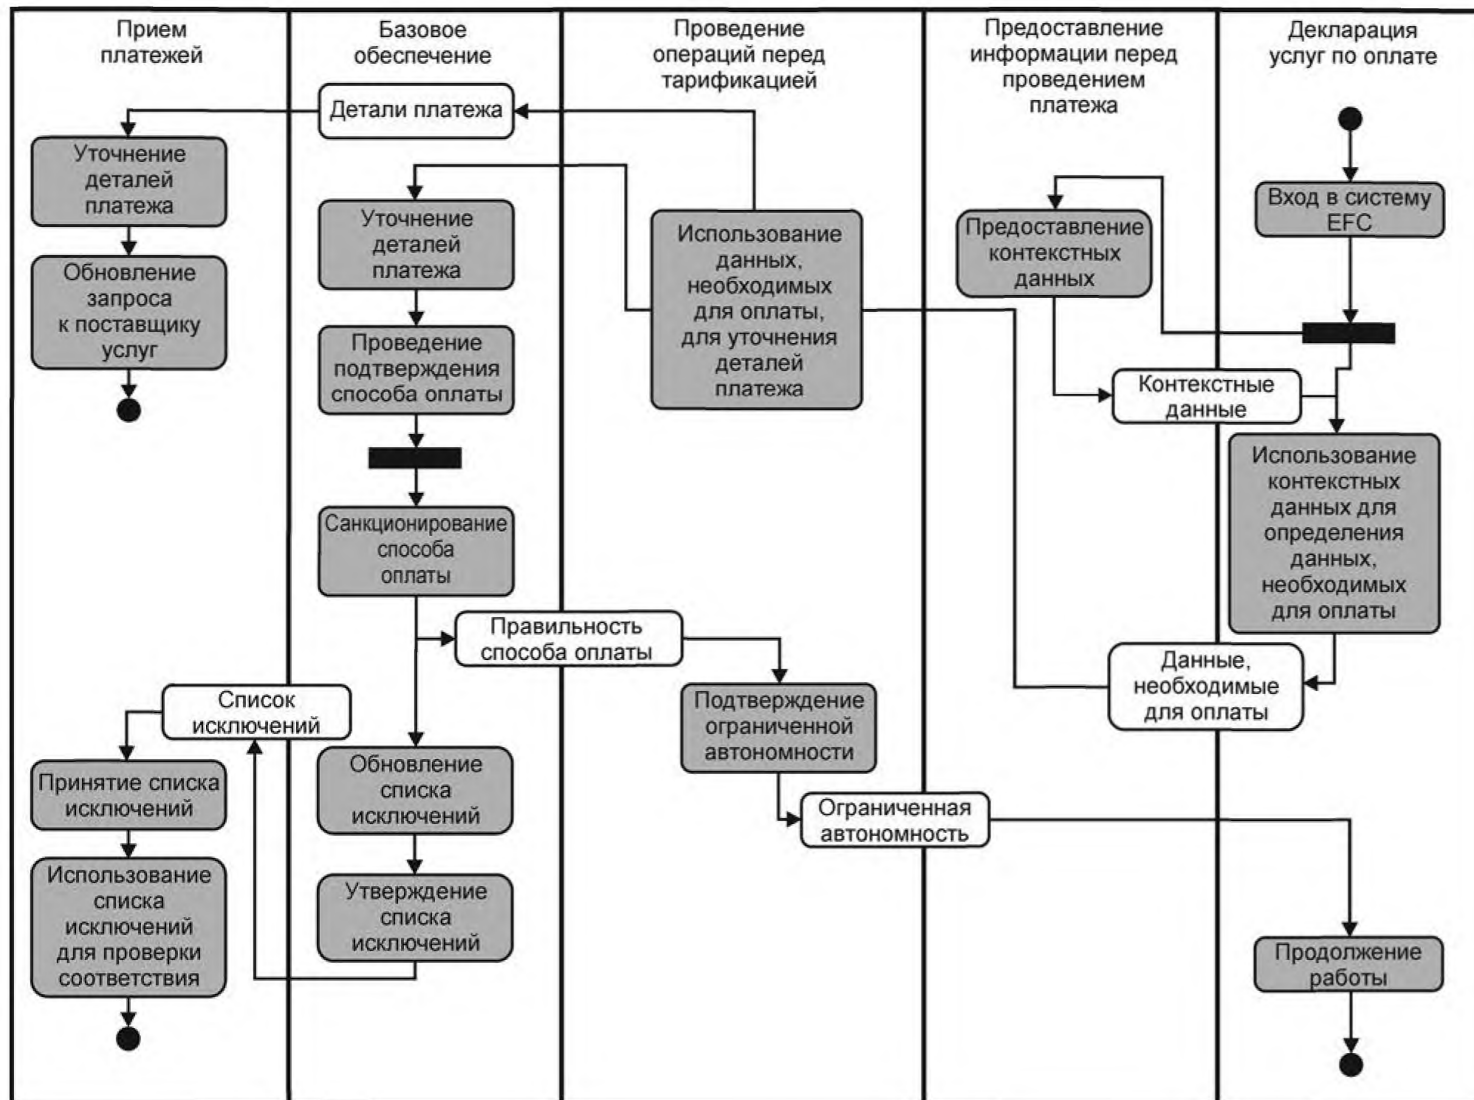 Прием
платежей
Базовое
обеспечение
Проведение
операций перед
тарификацией
Предоставление
информации перед
проведением
платежа
Декларация
услуг по оплате
Детали платежа
Уточнение
деталей
платежа
Обновление
запроса
к поставщику
услуг
Уточнение
деталей
платежа
Проведение
подтверждения
способа оплаты
Санкционирование
способа
оплаты
Использование
данных,
необходимых
для оплаты,
для уточнения
деталей
платежа
Предоставление
контекстных
данных
Вход в систему
EFC
Контекстные
данные
Использование
контекстных
данных для
определения
данных,
необходимых
для оплаты
Правильность
способа оплаты
Данные,
необходимые
для оплаты
Список
исключений
Подтверждение
ограниченной
автономности
Принятие списка
исключений
Обновление
списка
исключений
Ограниченная
автономность
Использование
списка
исключений
для проверки
соответствия
Утверждение
списка
исключений
Продолжение
работы